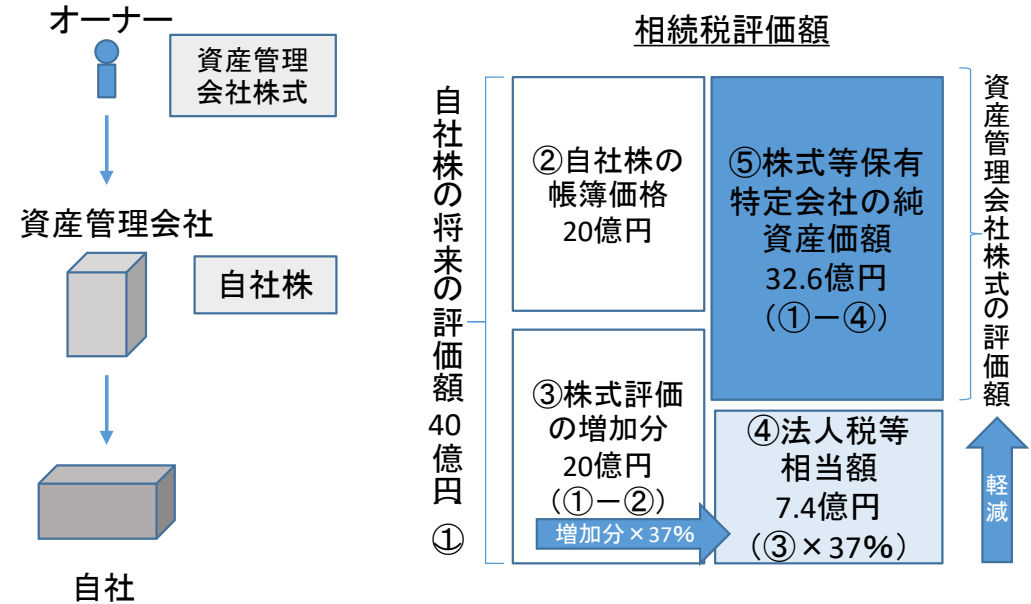 オーナー
資産管理
会社株式
資産管理会社
自社株
自社
相続税評価額
自社株の将来の評価額40億円①
②自社株の
帳簿価格
20億円
③株式評価
の増加分
20億円
（①－②）
増加分×37%
⑤株式等保有
特定会社の純
資産価額
32.6億円
（①－④）
④法人税等
相当額
7.4億円
（③×37%）
資産管理会社株式の評価額
軽減